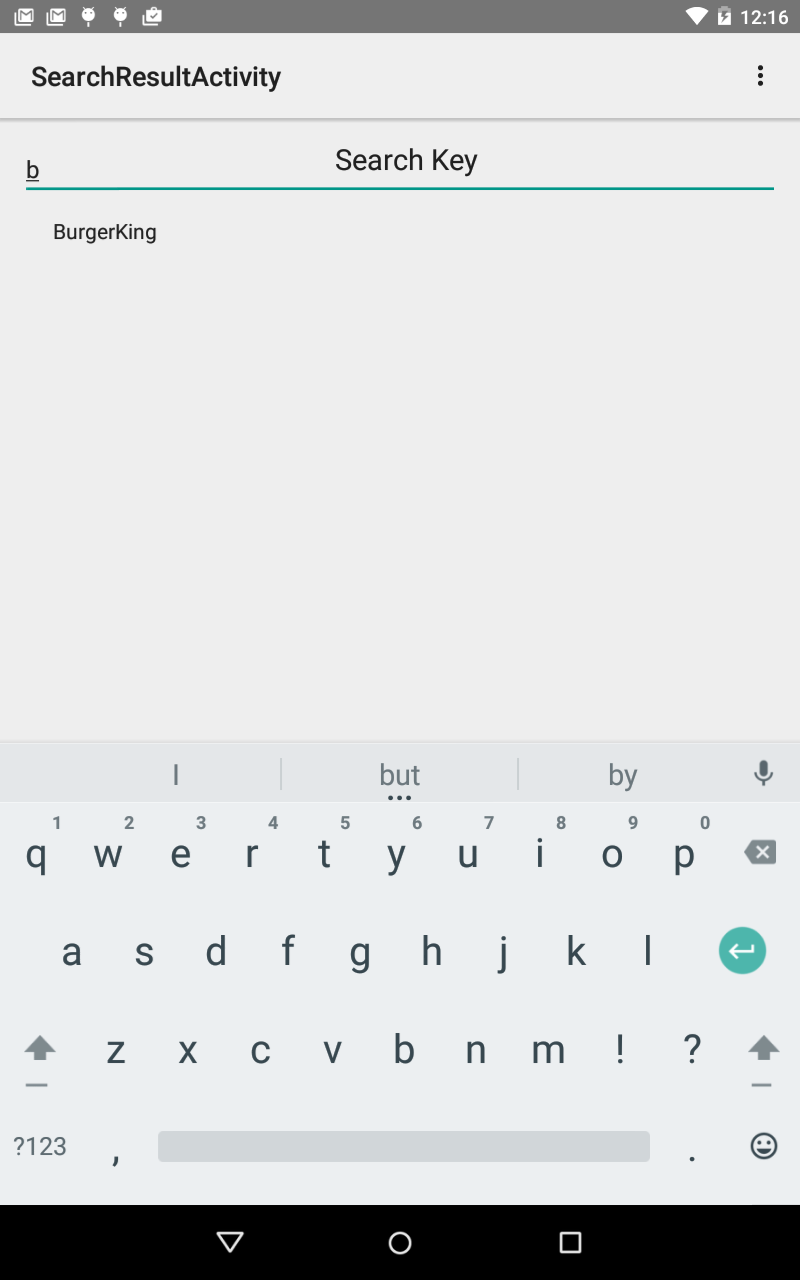 12:16
SearchResultActivity
Search Key
b
BurgerKing
I but by
1 2 3 4 5 6 7 8 9 0
q w e r t y u i o p
a s d f g h j k l
z x c v b n m ! ?
?123 , .